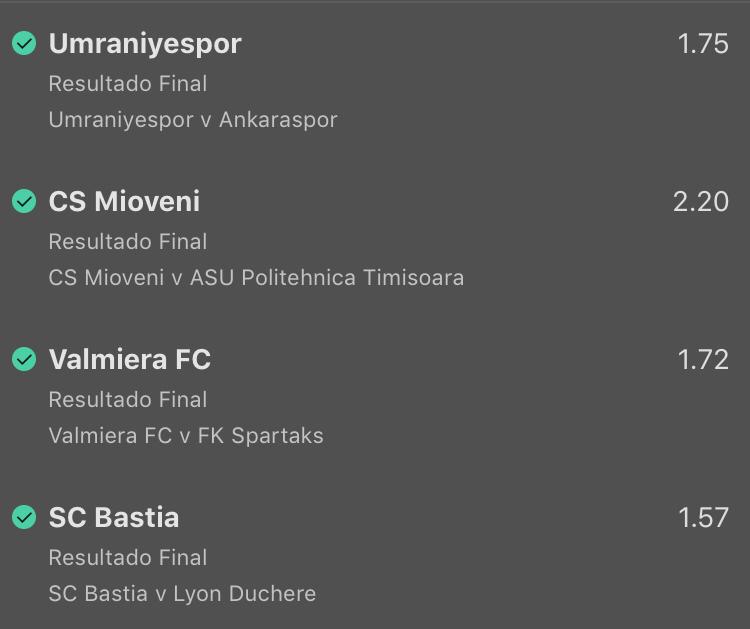 Umraniyespor 1.75
Resultado Final
Umraniyespor v Ankaraspor
CS Mioveni 2.20
Resultado Final
CS Mioveni v ASU Politehnica Timisoara
Valmiera FC 1.72
Resultado Final
Valmiera FC v FK Spartaks
SC Bastia 1.57
Resultado Final
SC Bastia v Lyon Duchere